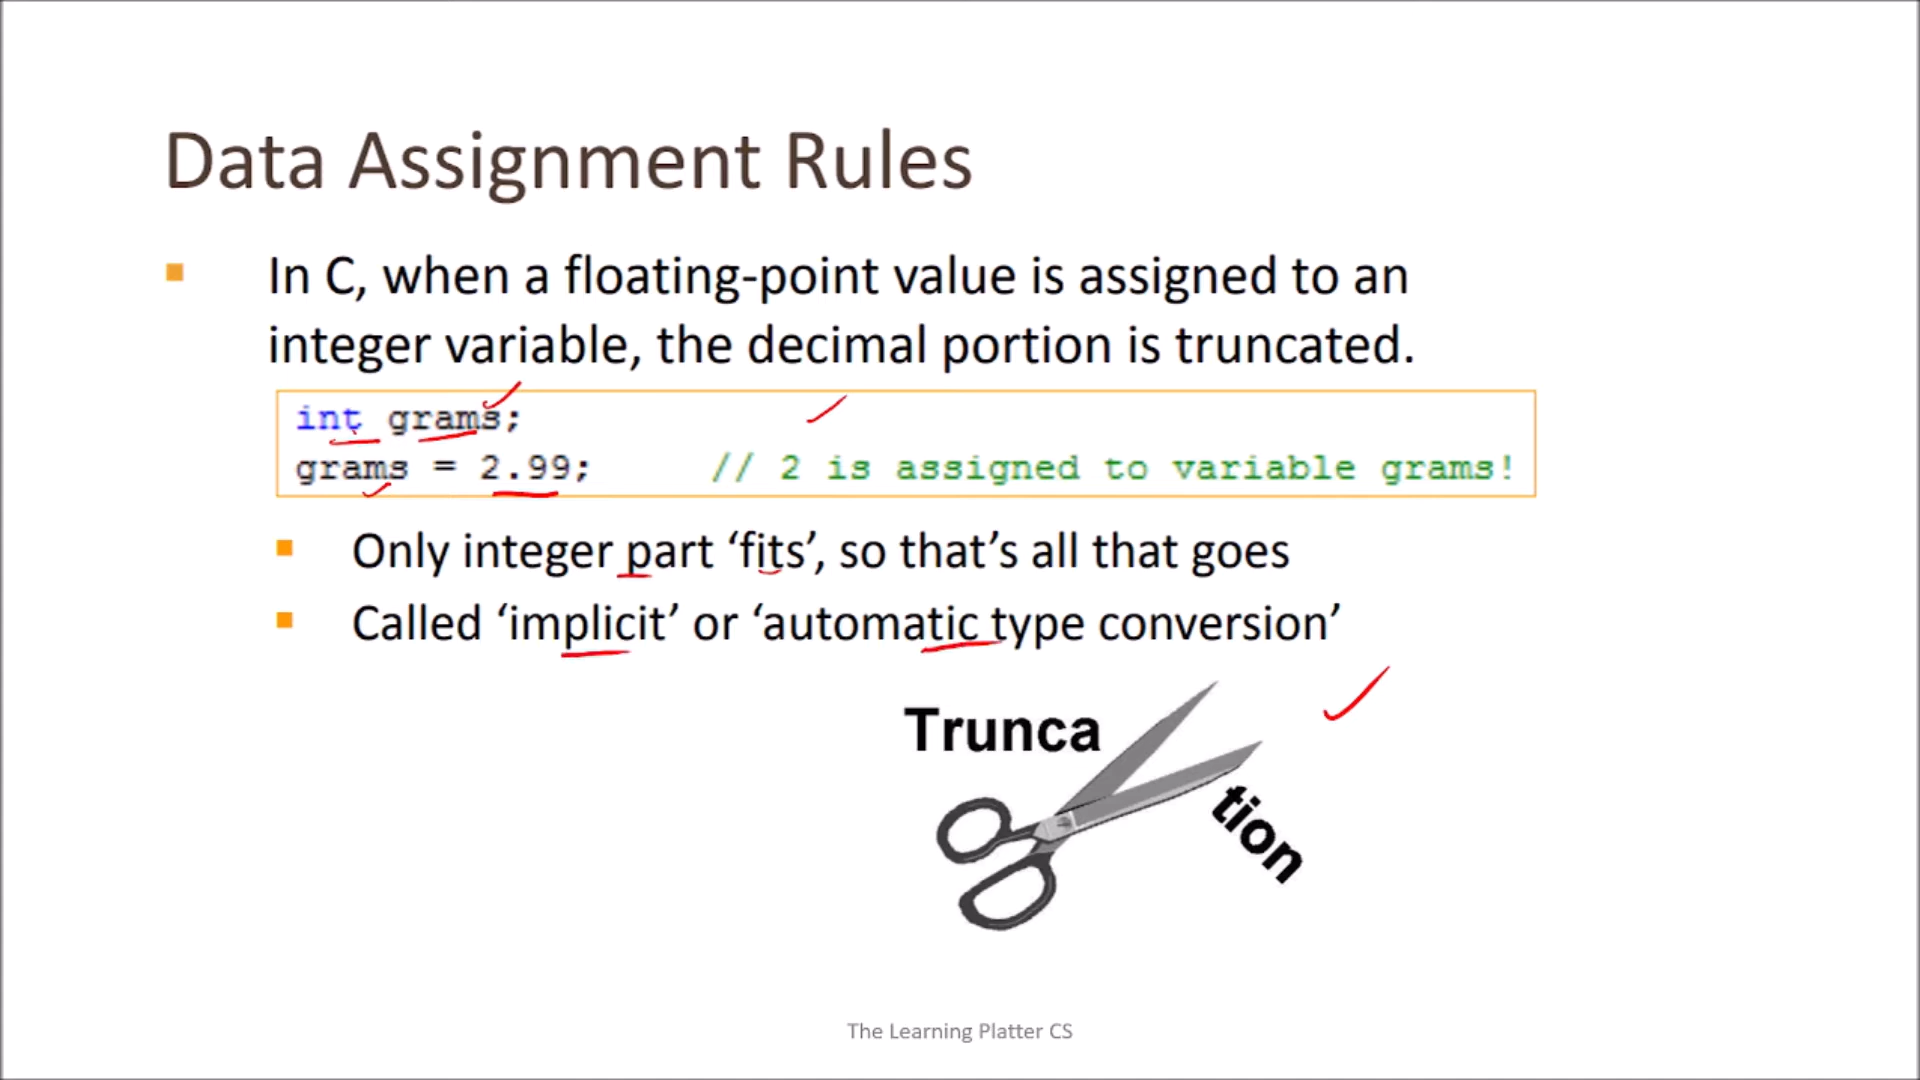 Data Assignment Rules
In C, when a floating-point value is assigned to an
integer variable, the decimal portion is truncated.
int grams;
grams = 2.99;     // 2 is assigned to variable grams!
Only integer part ‘fits’, so that’s all that goes
Called ‘implicit’ or ‘automatic type conversion’
Trunca
tion
The Learning Platter CS